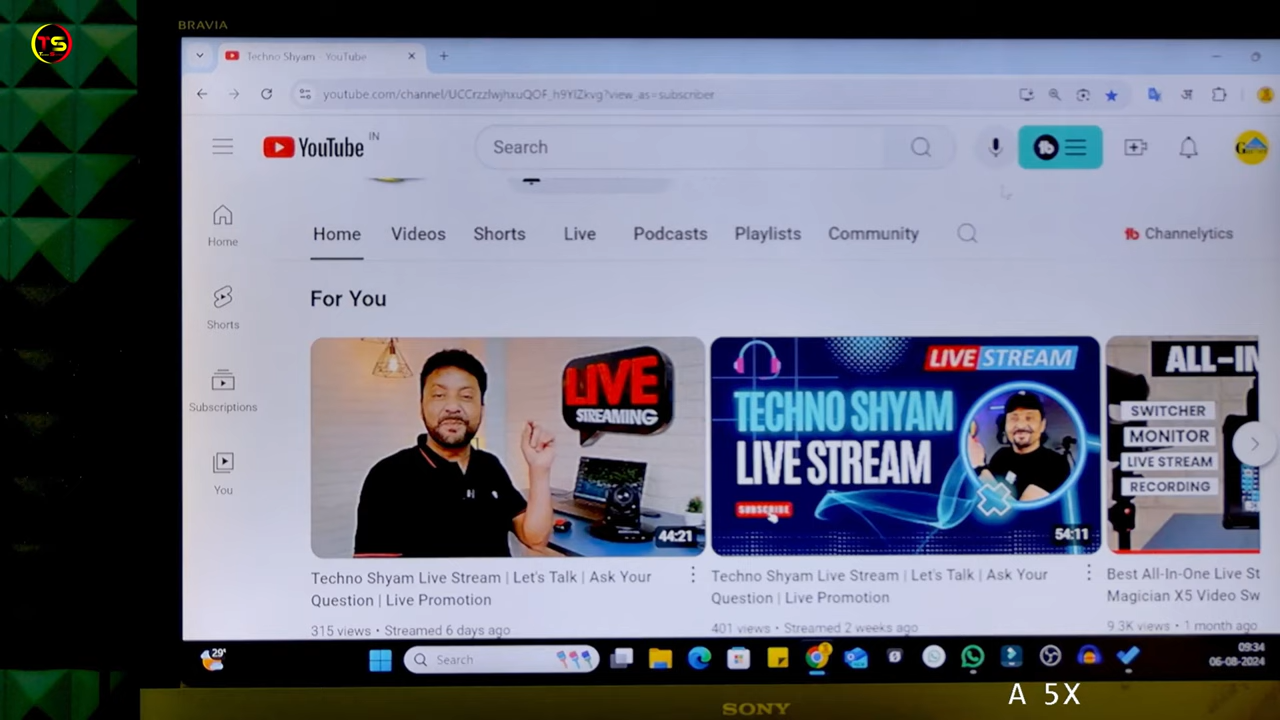 TS
BRAVIA
Techno Shyam - YouTube
youtube.com/channel/UCCrzzlwjhxuQOF_h9YlZkvg?view_as=subscriber
YouTube IN
Search
Home
Videos
Shorts
Live
Podcasts
Playlists
Community
Channelytics
Home
Shorts
Subscriptions
You
For You
LIVE
STREAMING
44:21
LIVE STREAM
TECHNO SHYAM
LIVE STREAM
SUBSCRIBE
54:11
ALL-IN
SWITCHER
MONITOR
LIVE STREAM
RECORDING
Techno Shyam Live Stream | Let's Talk | Ask Your
Question | Live Promotion
315 views • Streamed 6 days ago
Techno Shyam Live Stream | Let's Talk | Ask Your
Question | Live Promotion
401 views • Streamed 2 weeks ago
Best All-In-One Live St
Magician X5 Video Sw
9.3K views • 1 month ago
29°
Search
09:34
06-08-2024
A 5X
SONY